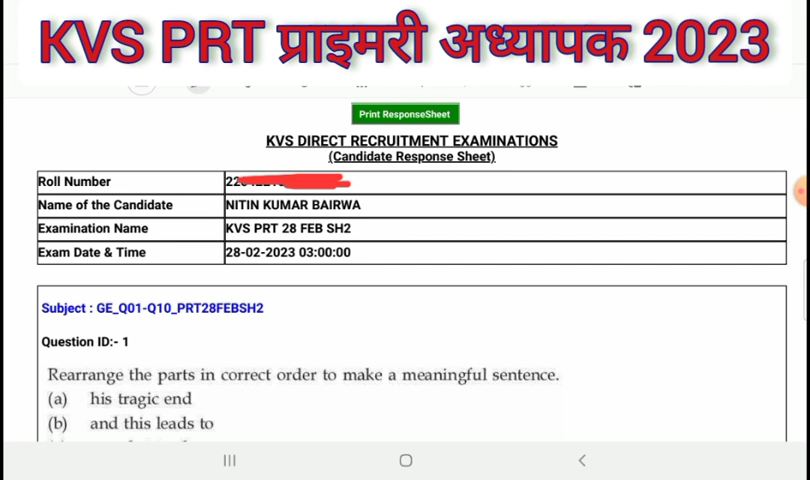 KVS PRT प्राइमरी अध्यापक 2023
Print ResponseSheet
KVS DIRECT RECRUITMENT EXAMINATIONS
(Candidate Response Sheet)
Roll Number
Name of the Candidate NITIN KUMAR BAIRWA
Examination Name KVS PRT 28 FEB SH2
Exam Date & Time 28-02-2023 03:00:00
Subject : GE_Q01-Q10_PRT28FEBSH2
Question ID:- 1
Rearrange the parts in correct order to make a meaningful sentence.
(a) his tragic end
(b) and this leads to